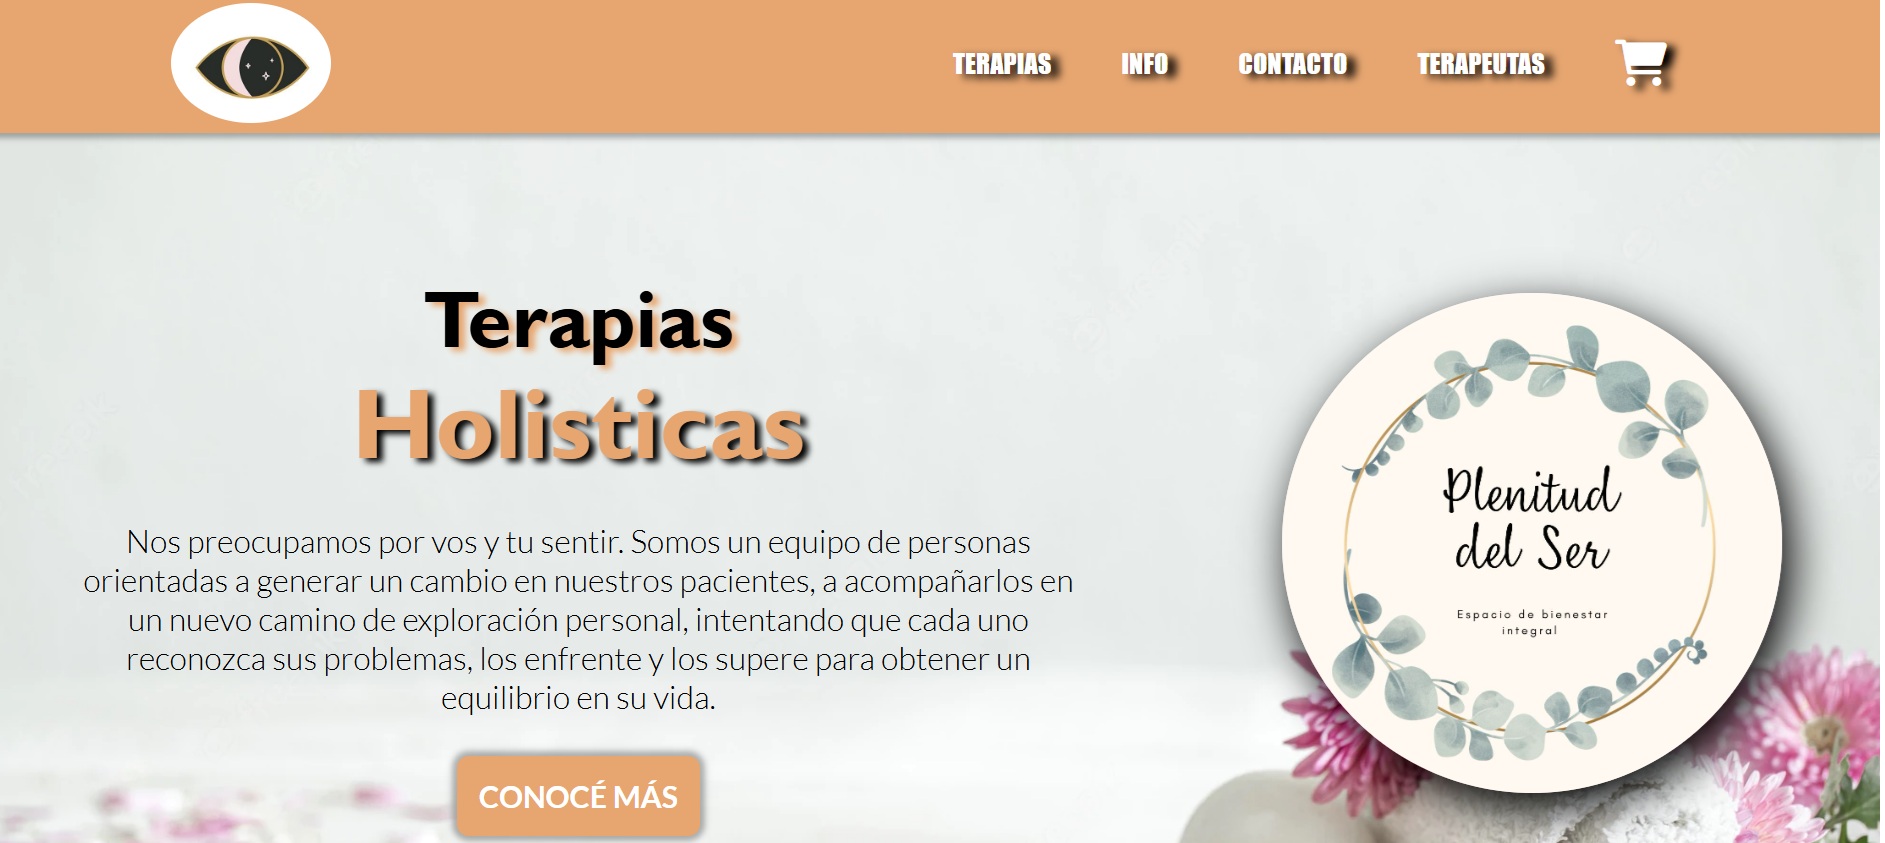 TERAPIAS INFO CONTACTO TERAPEUTAS
Terapias
Holisticas
Nos preocupamos por vos y tu sentir. Somos un equipo de personas
orientadas a generar un cambio en nuestros pacientes, a acompañarlos en
un nuevo camino de exploración personal, intentando que cada uno
reconozca sus problemas, los enfrente y los supere para obtener un
equilibrio en su vida.
CONOCÉ MÁS
Plenitud
del Ser
Espacio de bienestar
integral